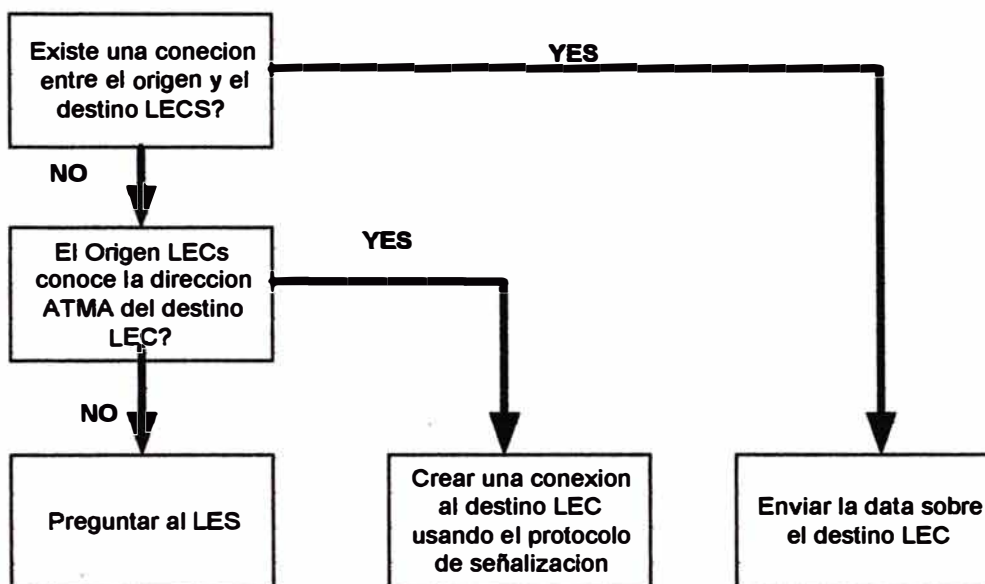 Existe una conecion
entre el origen y el
destino LECS?
YES
NO
El Origen LECs
conoce la direccion
ATMA del destino
LEC?
YES
NO
Preguntar al LES
Crear una conexion
al destino LEC
usando el protocolo
de señalizacion
Enviar la data sobre
el destino LEC